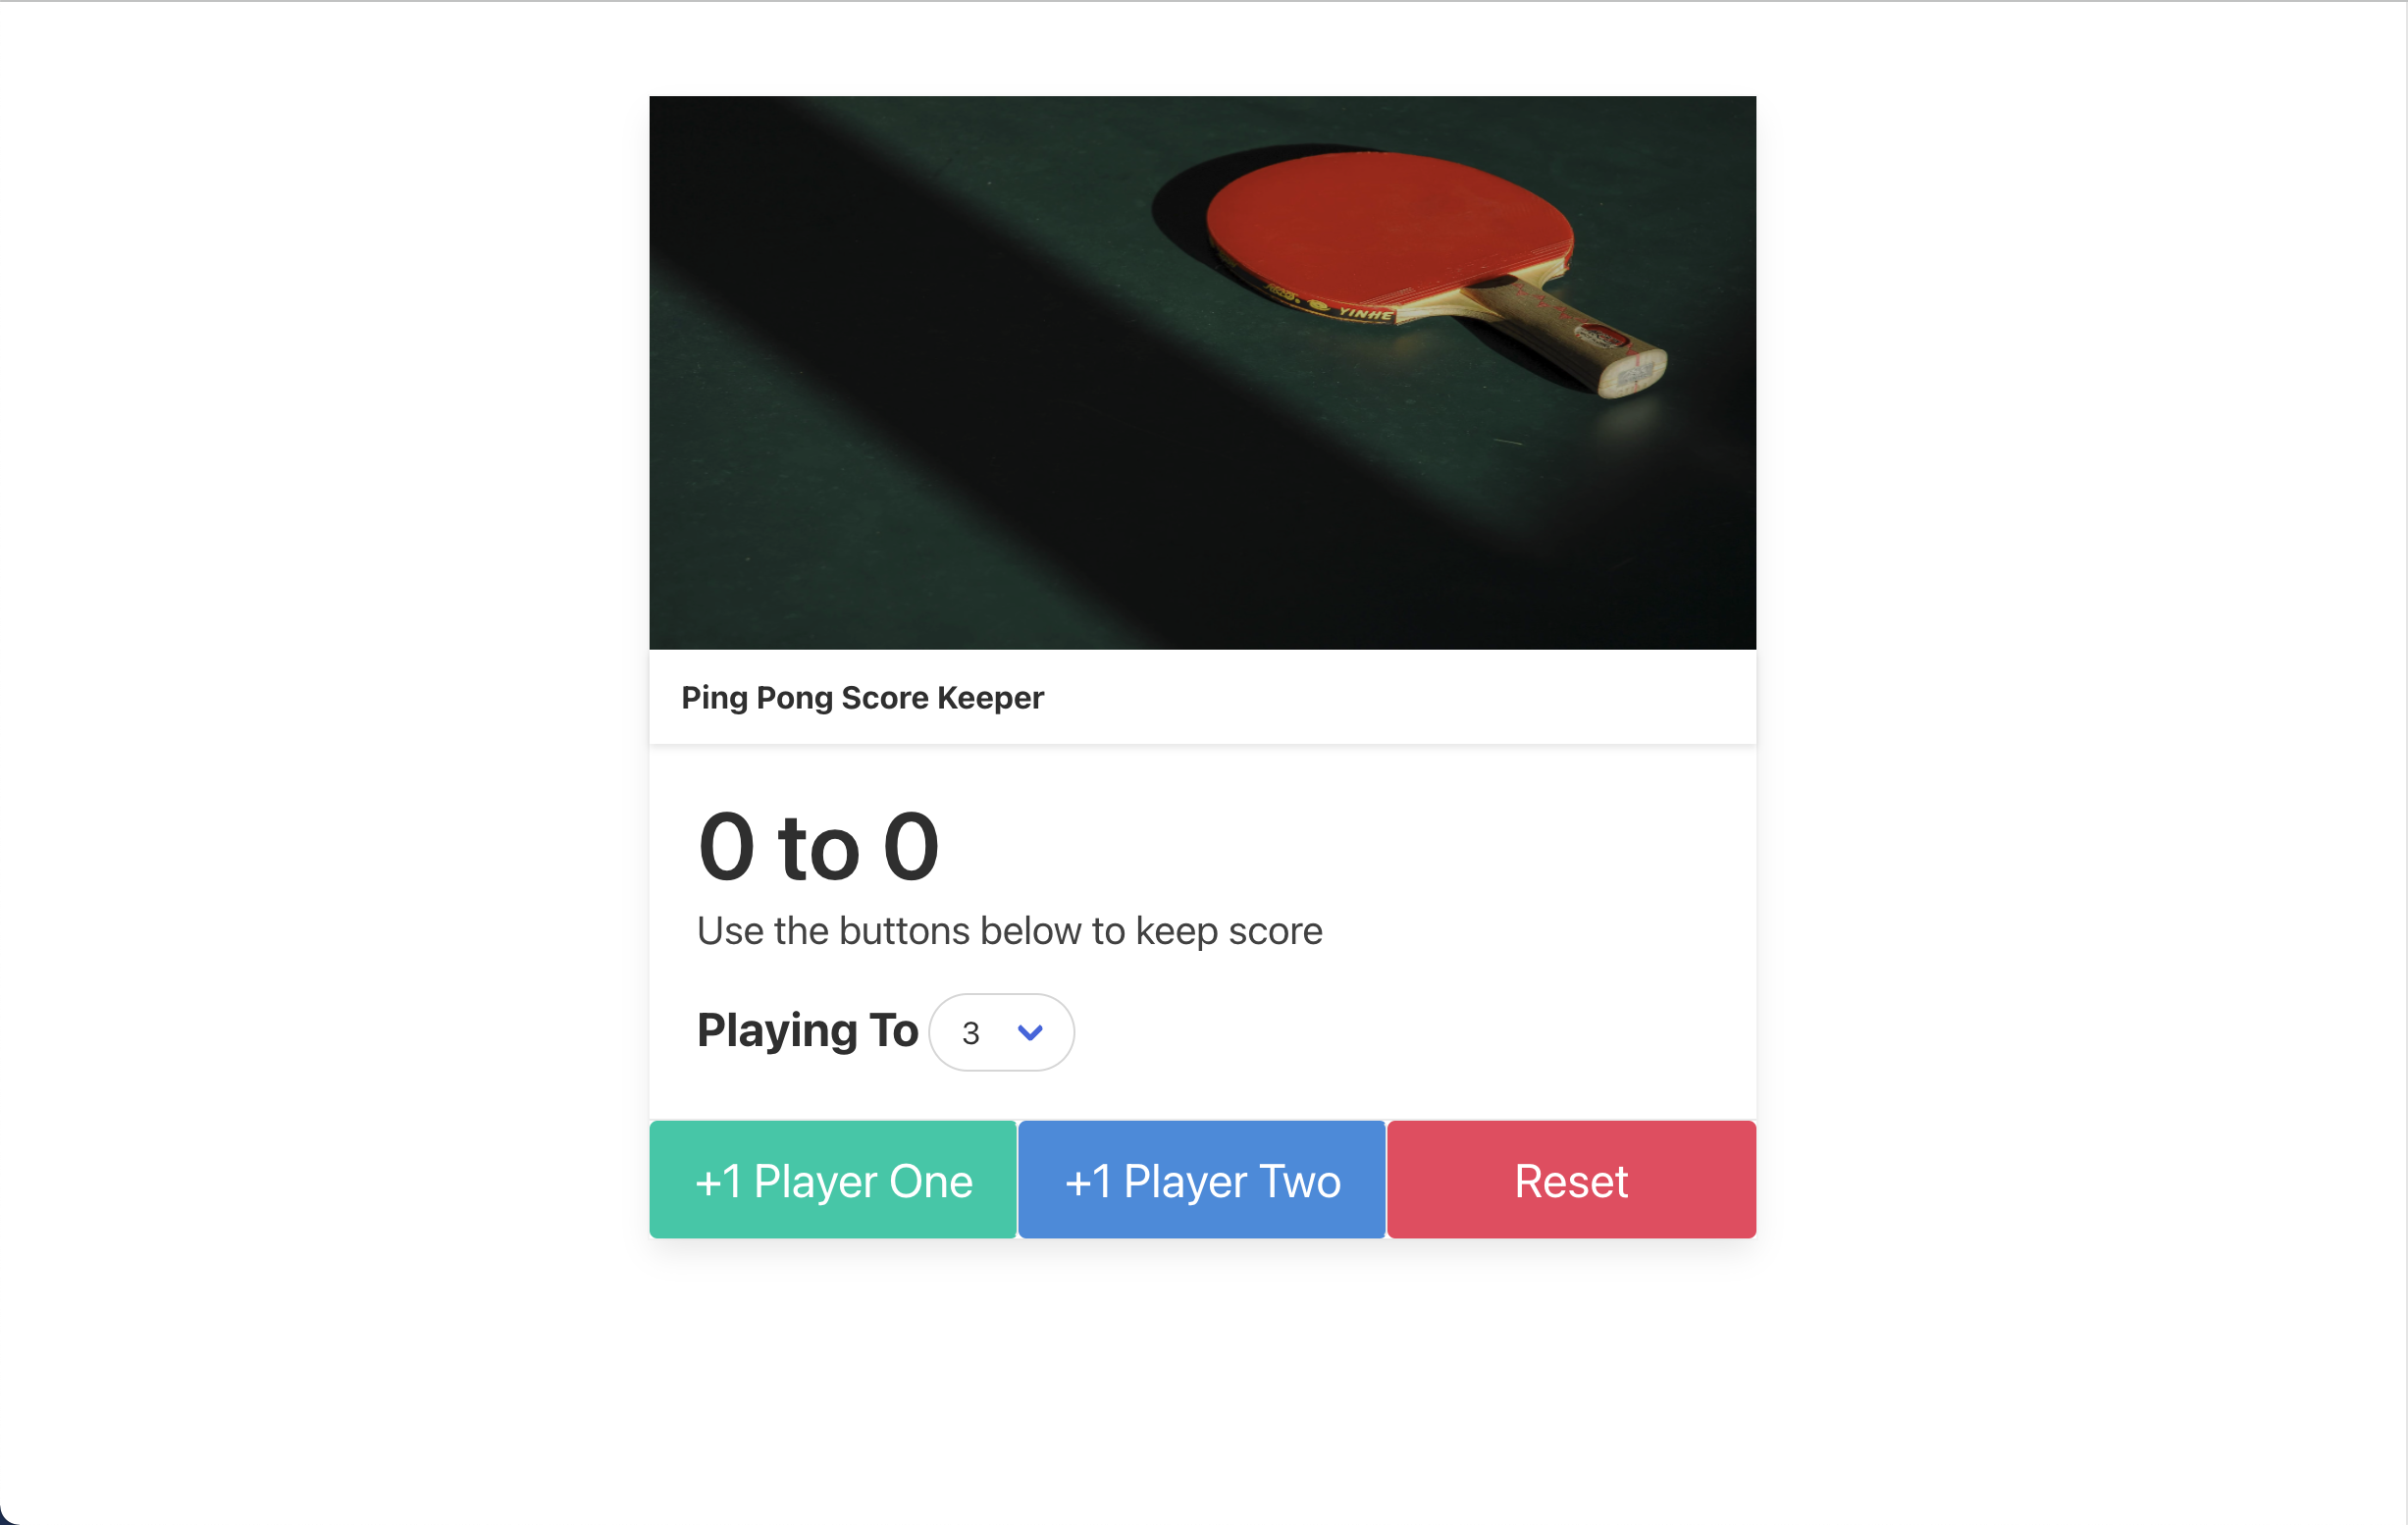 YINHE
Ping Pong Score Keeper
0 to 0
Use the buttons below to keep score
Playing To 3
+1 Player One
+1 Player Two
Reset